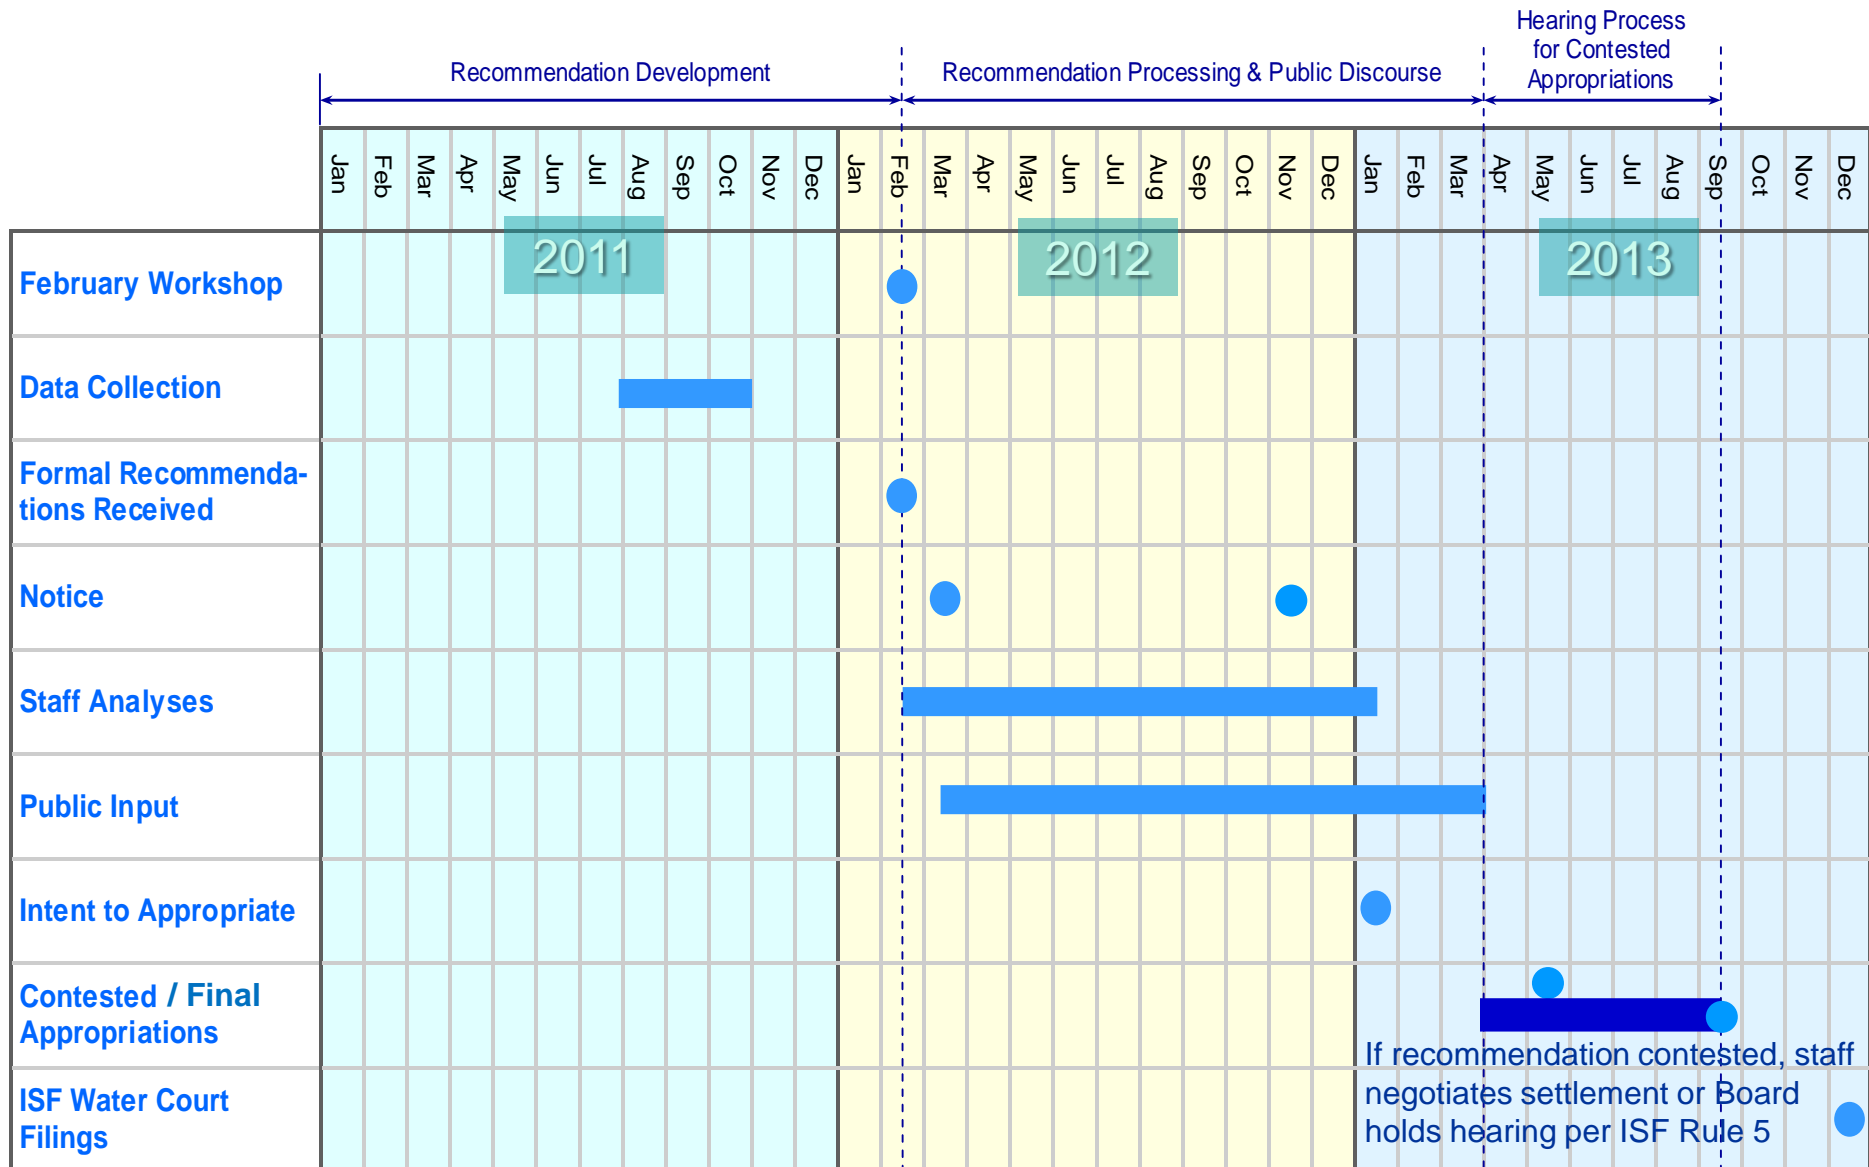 Hearing Process
for Contested
Appropriations
Recommendation Development
Recommendation Processing & Public Discourse
Jan Feb Mar Apr May Jun Jul Aug Sep Oct Nov Dec Jan Feb Mar Apr May Jun Jul Aug Sep Oct Nov Dec Jan Feb Mar Apr May Jun Jul Aug Sep Oct Nov Dec
2011 2012 2013
February Workshop
Data Collection
Formal Recommenda-
tions Received
Notice
Staff Analyses
Public Input
Intent to Appropriate
Contested / Final
Appropriations
If recommendation contested, staff
negotiates settlement or Board
holds hearing per ISF Rule 5
ISF Water Court
Filings